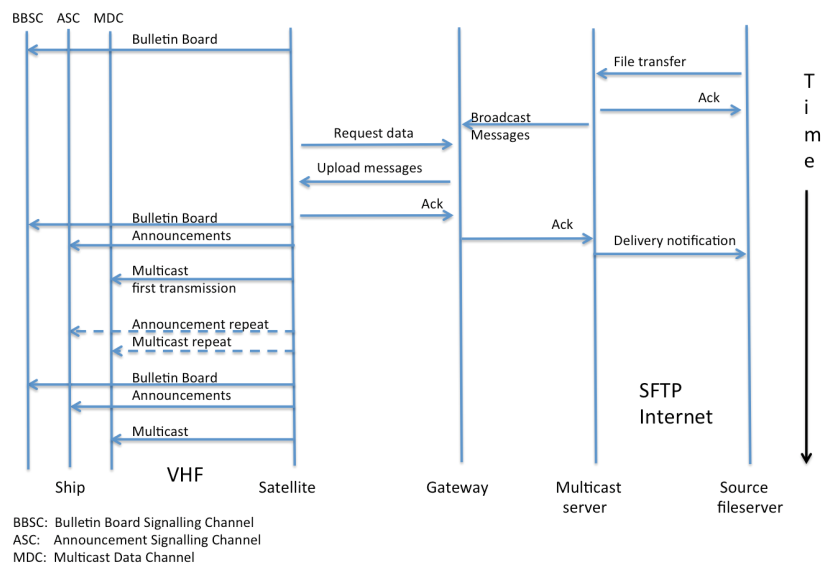 BBSC ASC MDC
Bulletin Board
File transfer
Ack
Broadcast
Messages
Request data
Upload messages
Ack
Bulletin Board
Announcements
Ack
Delivery notification
Multicast
first transmission
Announcement repeat
Multicast repeat
Bulletin Board
Announcements
Multicast
SFTP
Internet
VHF
Time
Ship
Satellite
Gateway
Multicast
server
Source
fileserver
BBSC: Bulletin Board Signalling Channel
ASC: Announcement Signalling Channel
MDC: Multicast Data Channel